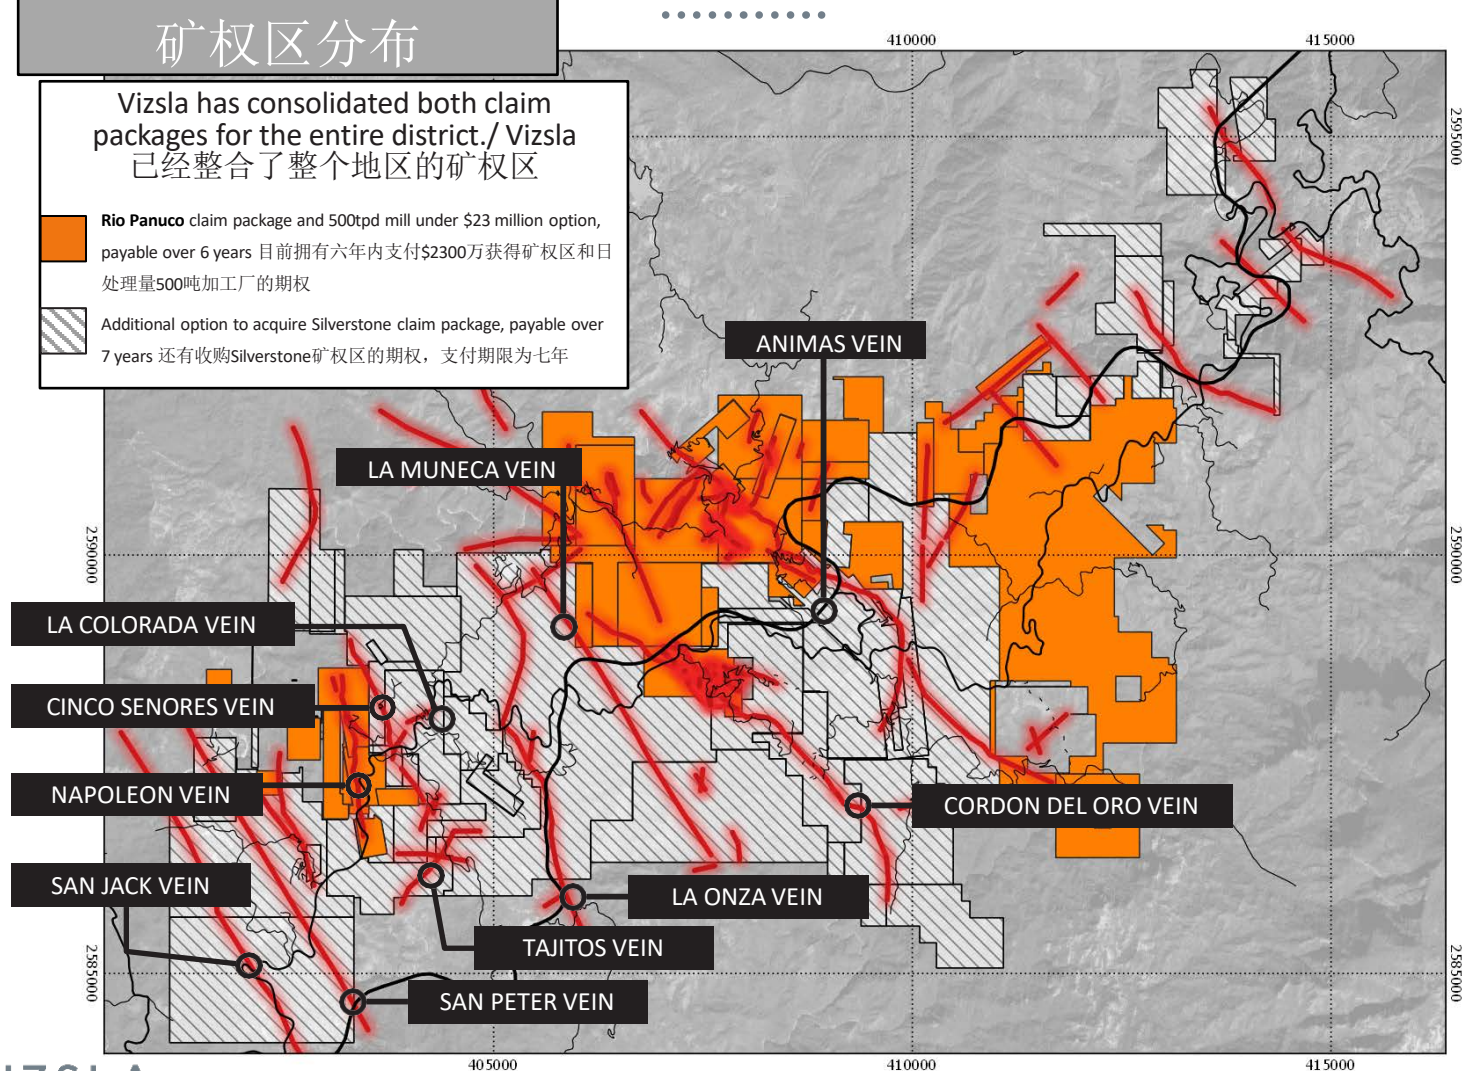 矿权区分布
Vizsla has consolidated both claim
packages for the entire district./ Vizsla
已经整合了整个地区的矿权区
Rio Panuco claim package and 500tpd mill under $23 million option,
payable over 6 years 目前拥有六年内支付$2300万获得矿权区和日
处理量500吨加工厂的期权
Additional option to acquire Silverstone claim package, payable over
7 years 还有收购Silverstone矿权区的期权，支付期限为七年
410000
415000
2595000
ANIMAS VEIN
LA MUNECA VEIN
2590000
2590000
LA COLORADA VEIN
CINCO SENORES VEIN
NAPOLEON VEIN
CORDON DEL ORO VEIN
SAN JACK VEIN
LA ONZA VEIN
TAJITOS VEIN
2585000
2585000
SAN PETER VEIN
405000
410000
415000